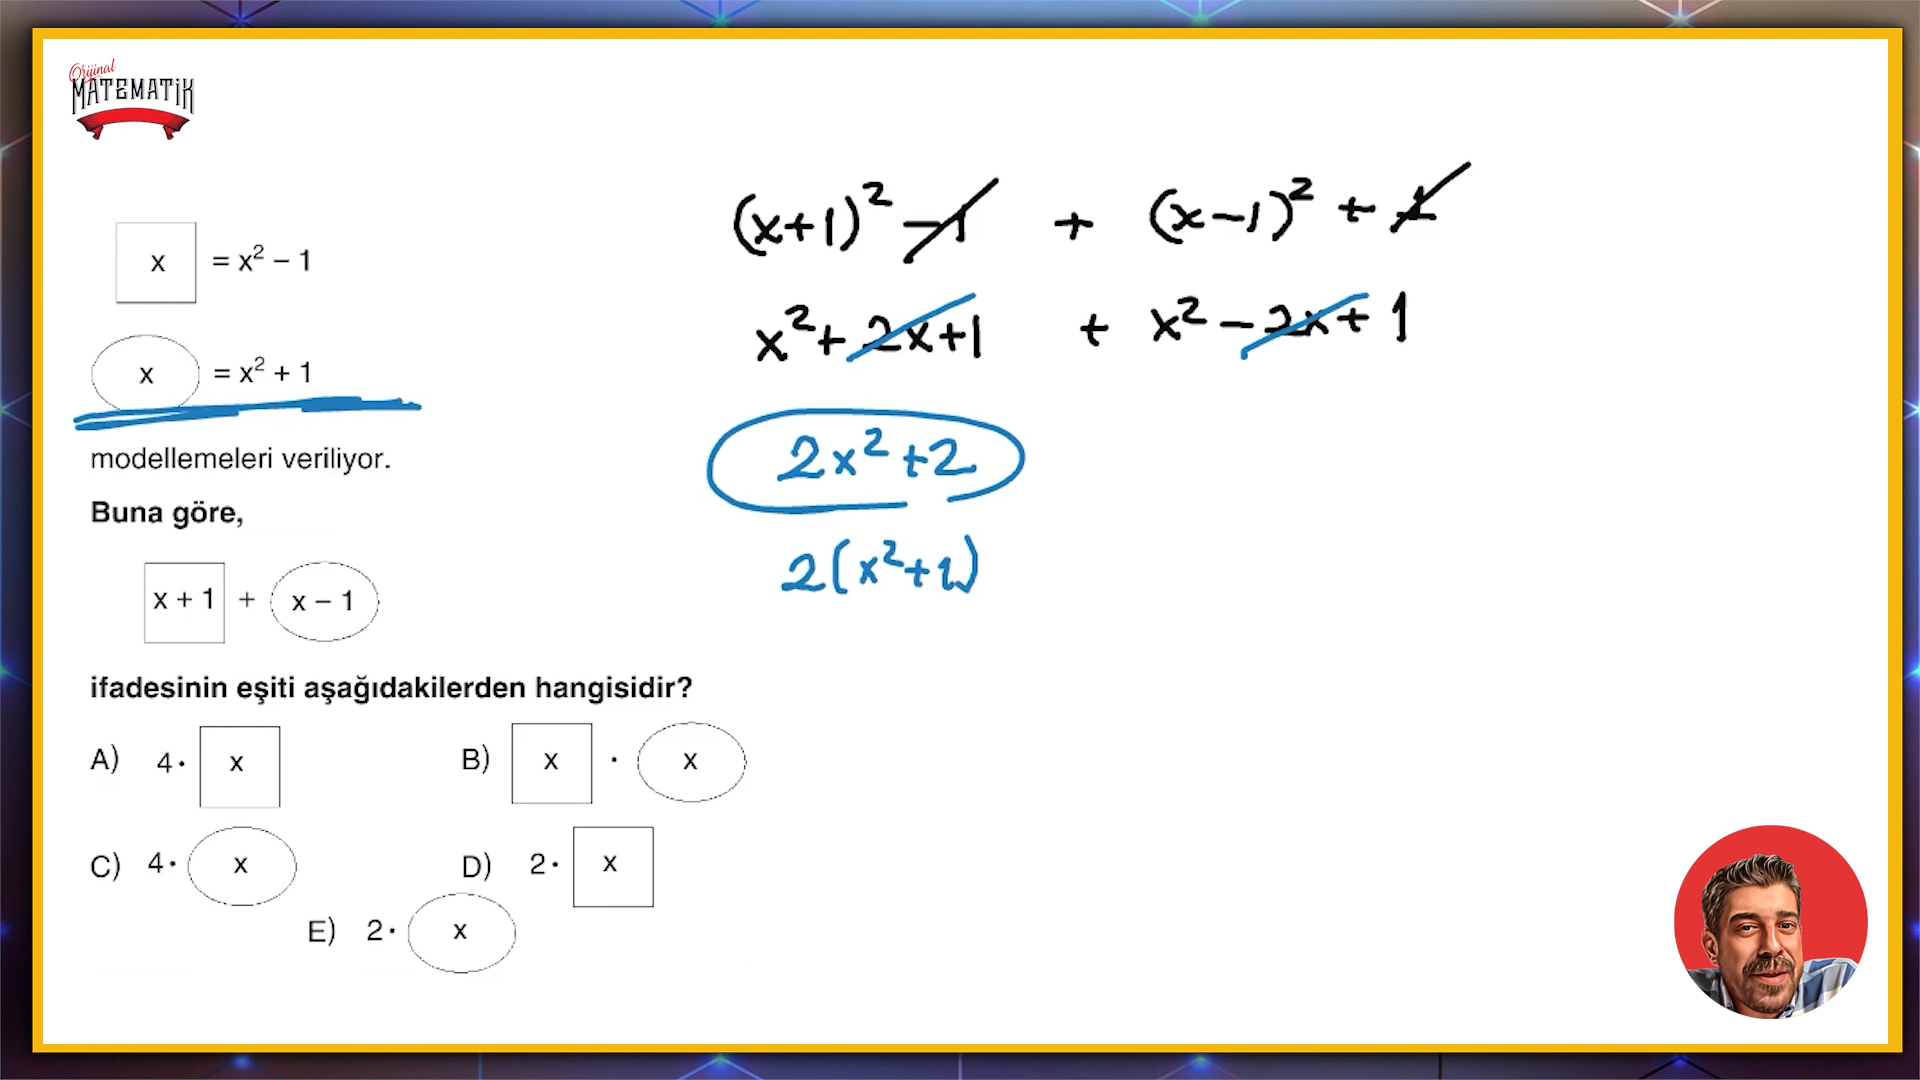 Orijinal
MATEMATİK
x = x² − 1
x = x² + 1
modellemeleri veriliyor.
Buna göre,
x + 1 + x − 1
ifadesinin eşiti aşağıdakilerden hangisidir?
A) 4· x
B) x · x
C) 4· x
D) 2· x
E) 2· x
(x+1)² −1 + (x−1)² + 1
x² + 2x+1 + x² − 2x + 1
2x² +2
2(x²+1)